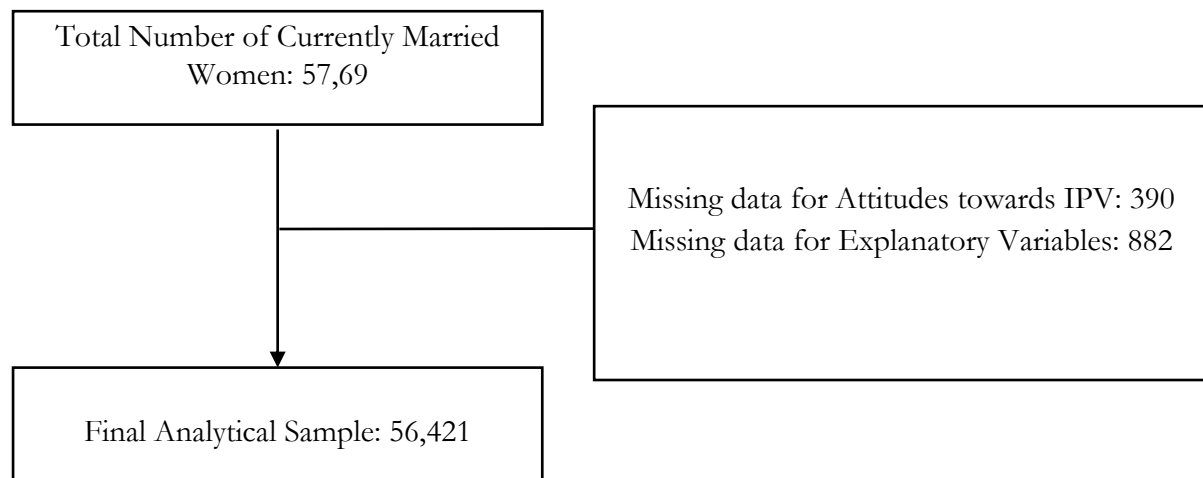 Total Number of Currently Married
Women: 57,69
Missing data for Attitudes towards IPV: 390
Missing data for Explanatory Variables: 882
Final Analytical Sample: 56,421